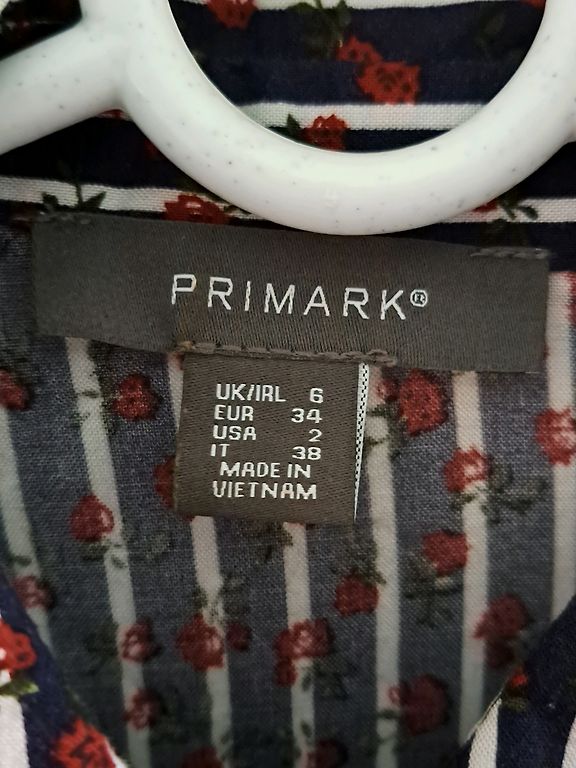 PRIMARK®
UK/IRL 6
EUR 34
USA 2
IT 38
MADE IN
VIETNAM